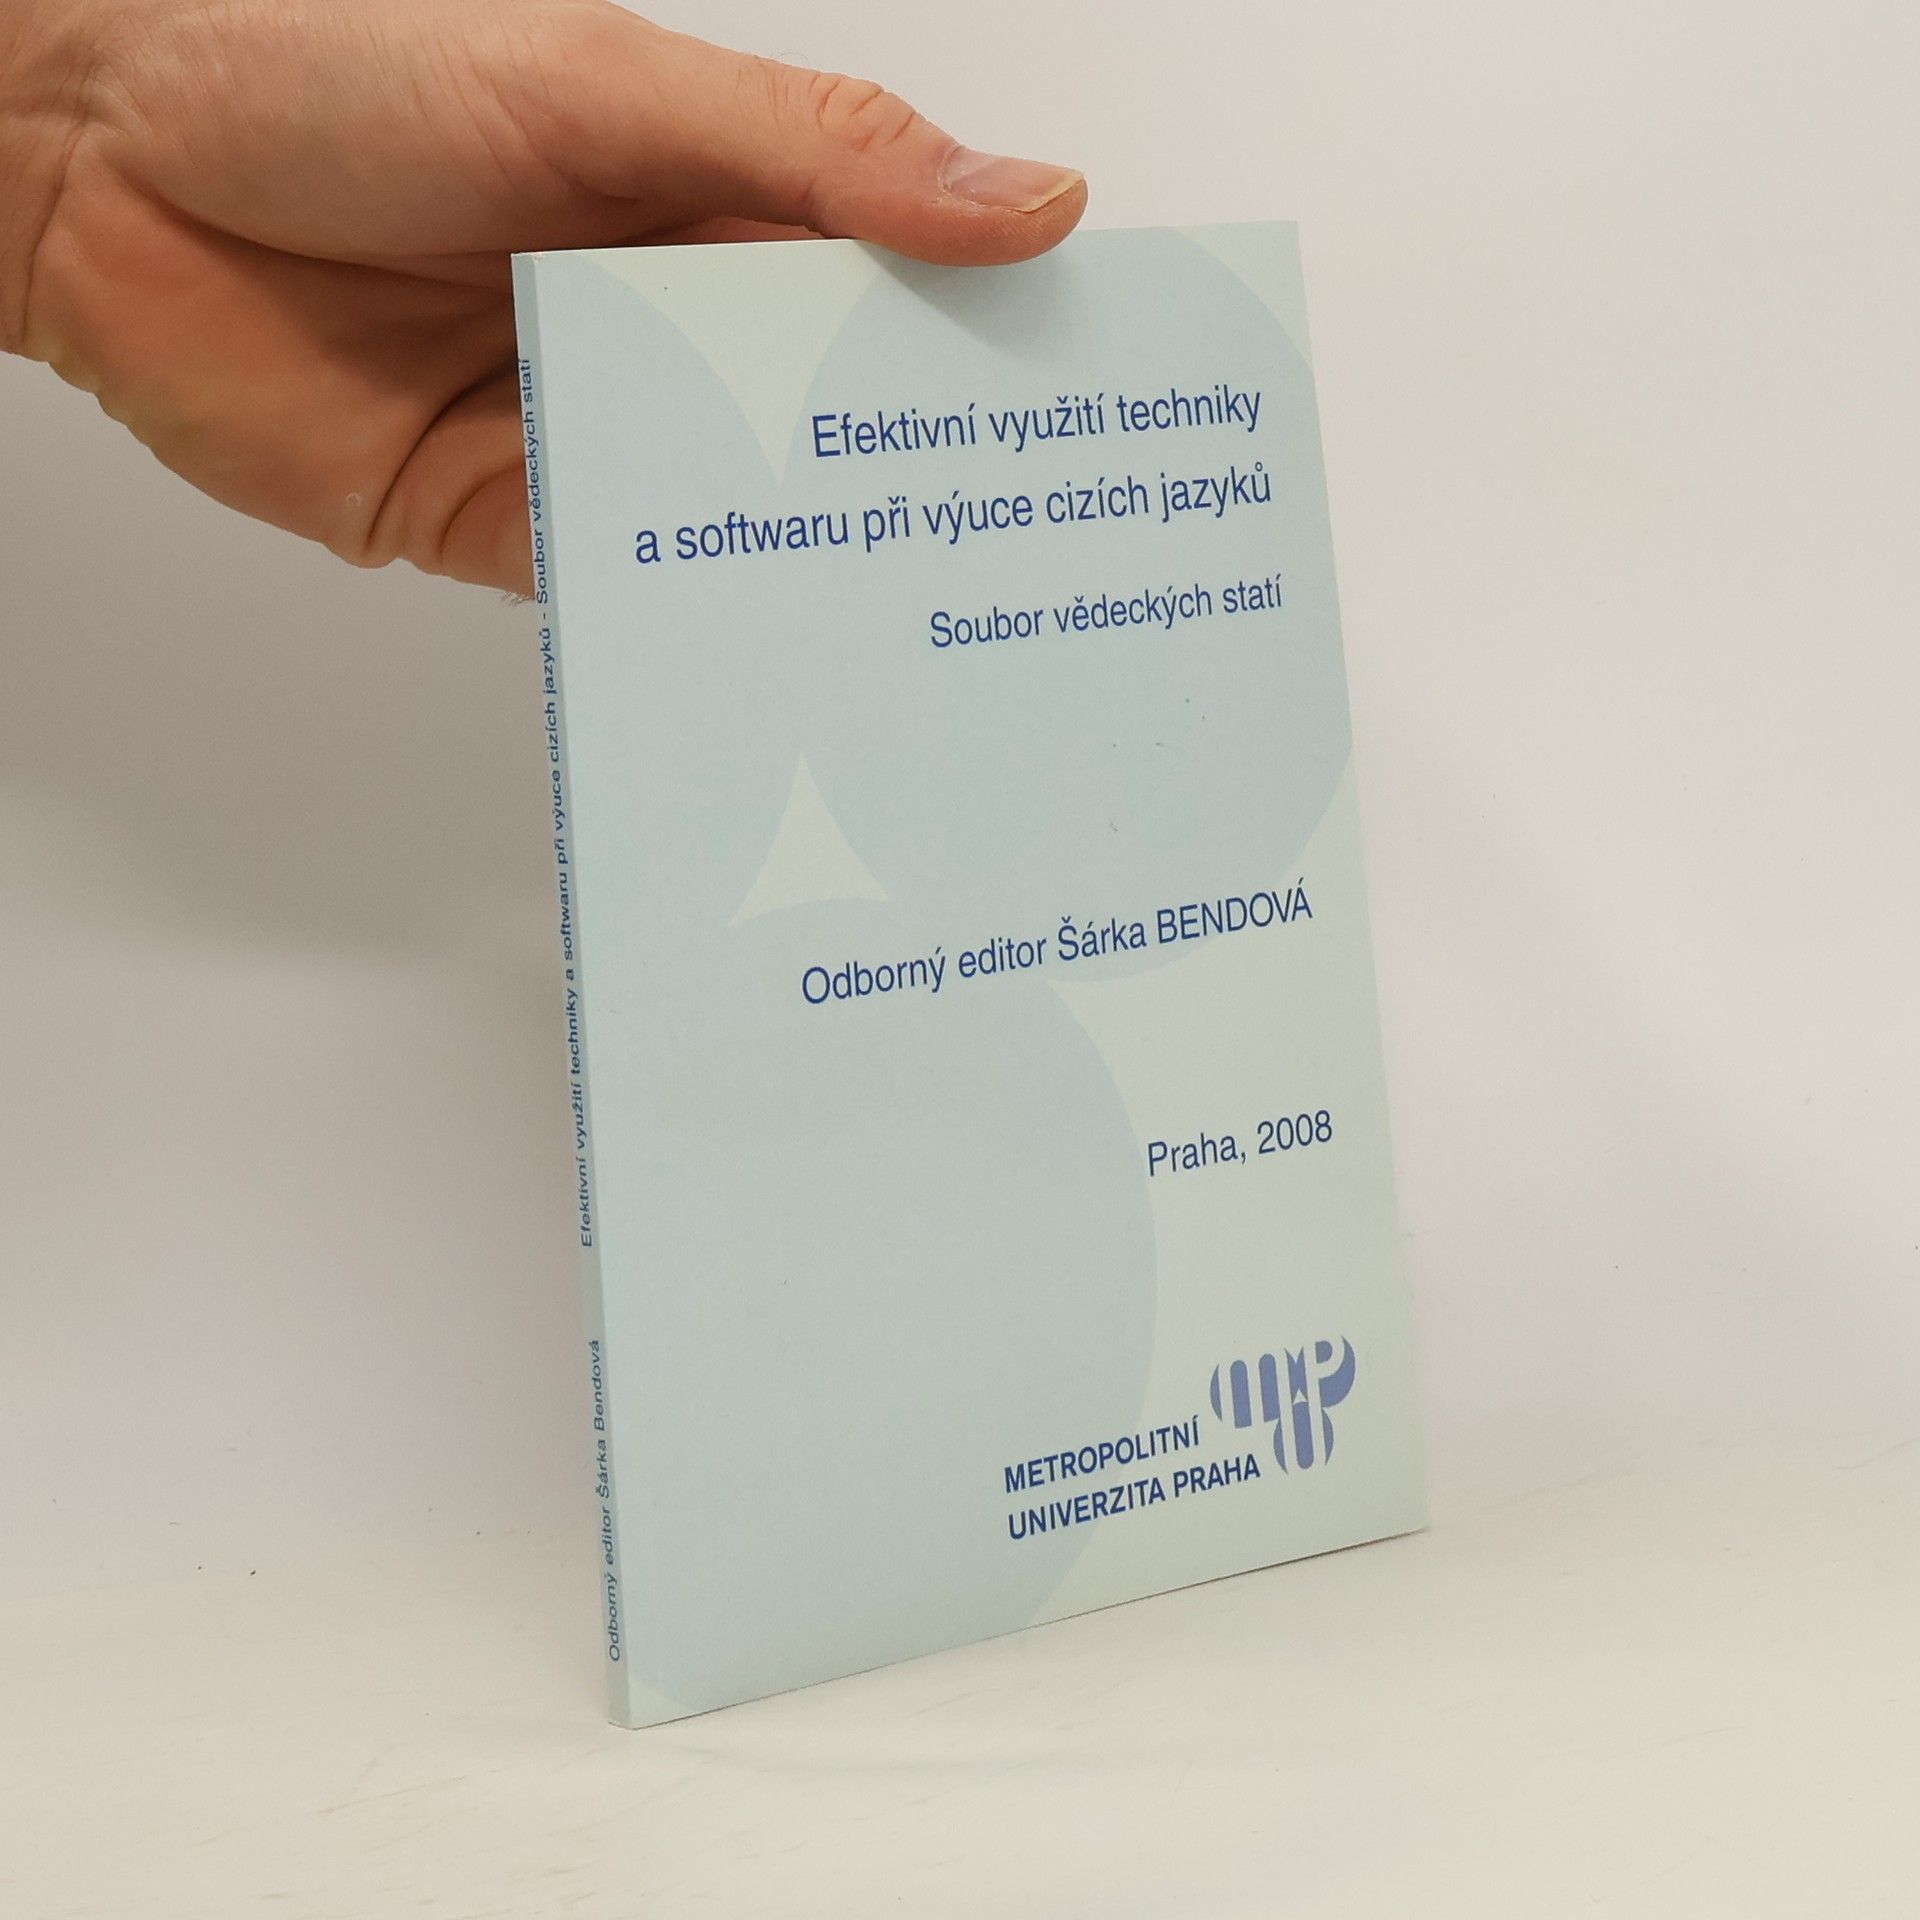 Efektivní využití techniky
a softwaru při výuce cizích jazyků
Soubor vědeckých statí
Odborný editor Šárka BENDOVÁ
Praha, 2008
mup
METROPOLITNÍ
UNIVERZITA PRAHA
Odborný editor Šárka Bendová
Efektivní využití techniky a softwaru při výuce cizích jazyků - Soubor vědeckých statí